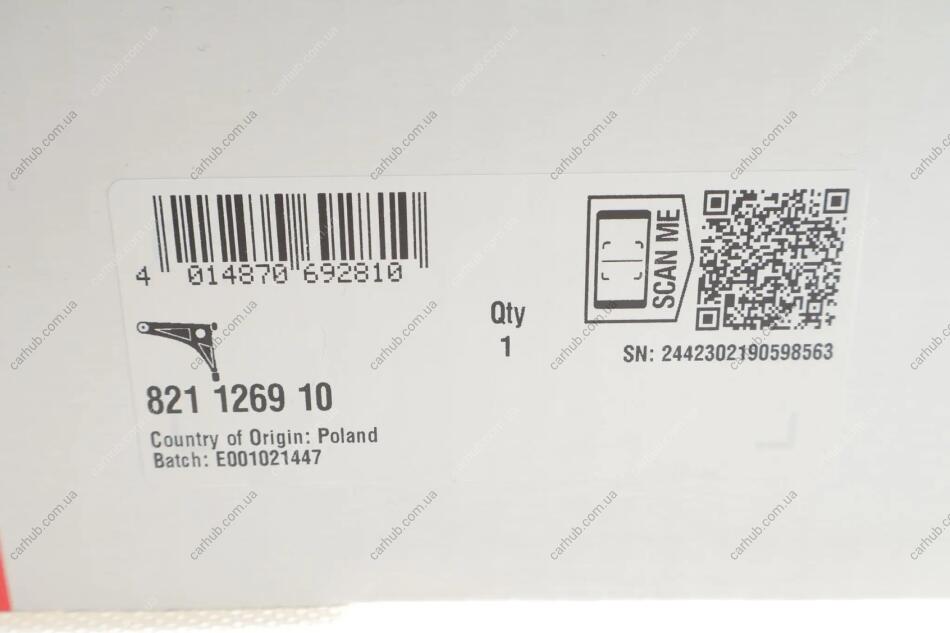 4 014870 692810
SCAN ME
Qty
1
SN: 2442302190598563
821 1269 10
Country of Origin: Poland
Batch: E001021447
carhub.com.ua